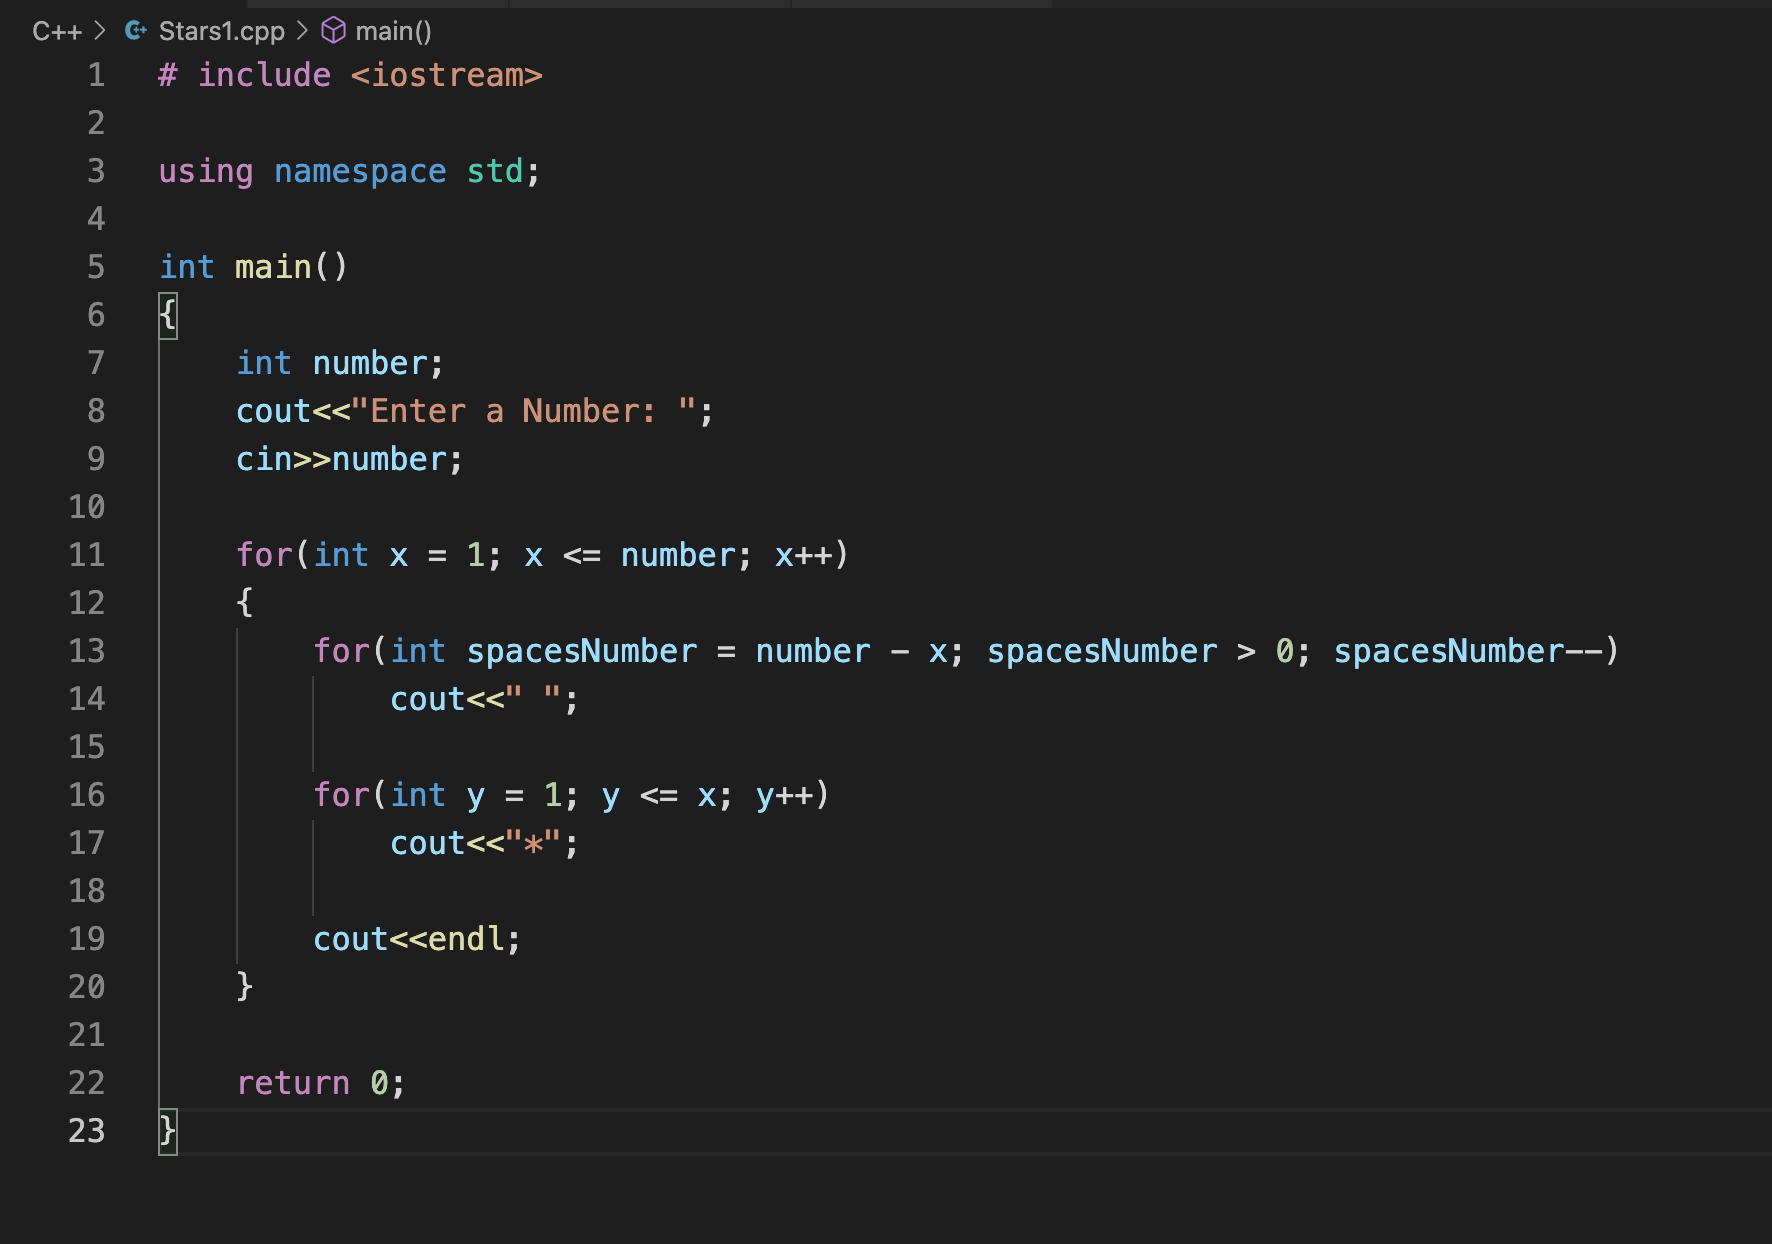 C++ > Stars1.cpp > main()
1 # include <iostream>
2
3 using namespace std;
4
5 int main()
6 {
7     int number;
8     cout<<"Enter a Number: ";
9     cin>>number;
10
11     for(int x = 1; x <= number; x++)
12     {
13         for(int spacesNumber = number - x; spacesNumber > 0; spacesNumber--)
14             cout<<" ";
15
16         for(int y = 1; y <= x; y++)
17             cout<<"*";
18
19         cout<<endl;
20     }
21
22     return 0;
23 }